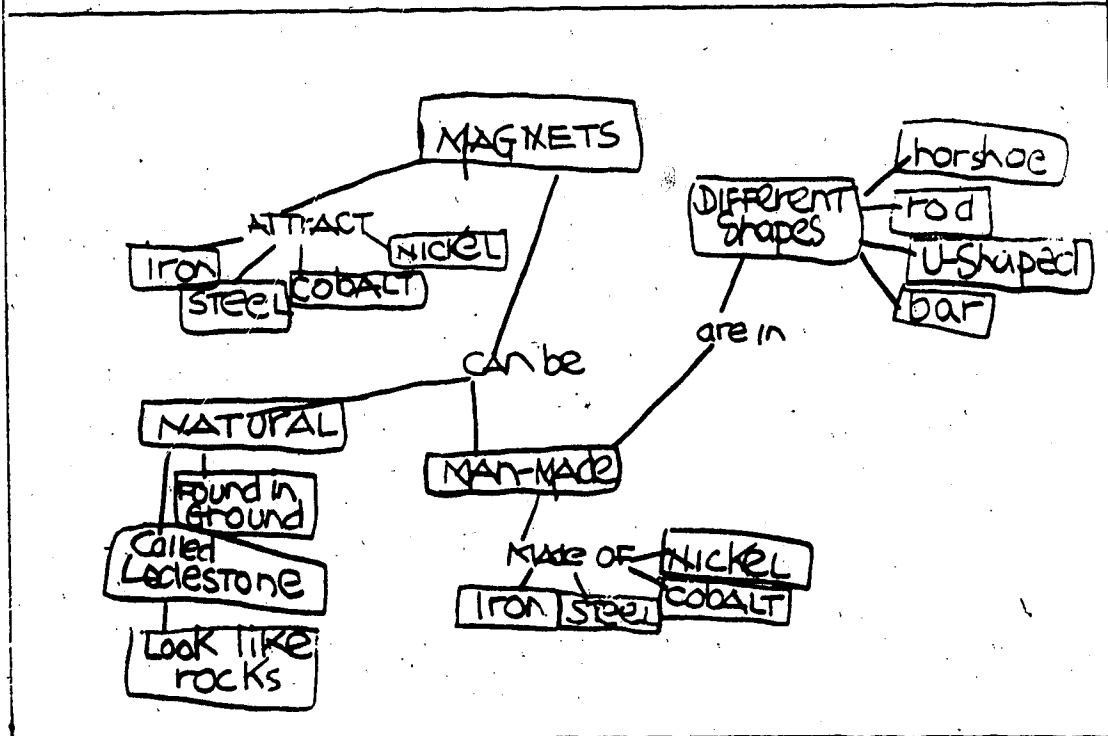 MAGNETS
ATTrACT
Iron
STeeL
CobALT
NICKEL
DIFFerenT
Shapes
horshoe
rod
U-Shaped
bar
are in
CAn be
NATUrAL
Found in
Ground
Called
LodesTone
Look like
rocks
MAn-MAde
MAde OF
NICKeL
CobALT
Iron
STeeL